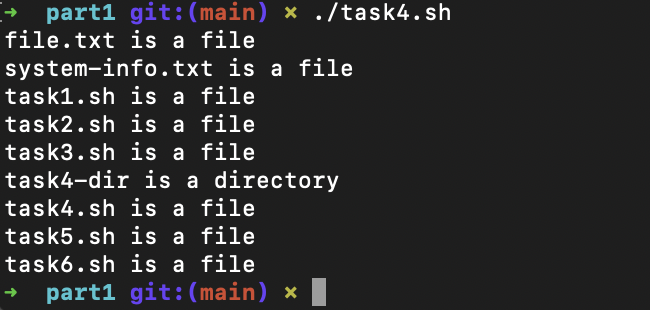 ➜  part1 git:(main) ✗ ./task4.sh
file.txt is a file
system-info.txt is a file
task1.sh is a file
task2.sh is a file
task3.sh is a file
task4-dir is a directory
task4.sh is a file
task5.sh is a file
task6.sh is a file
➜  part1 git:(main) ✗